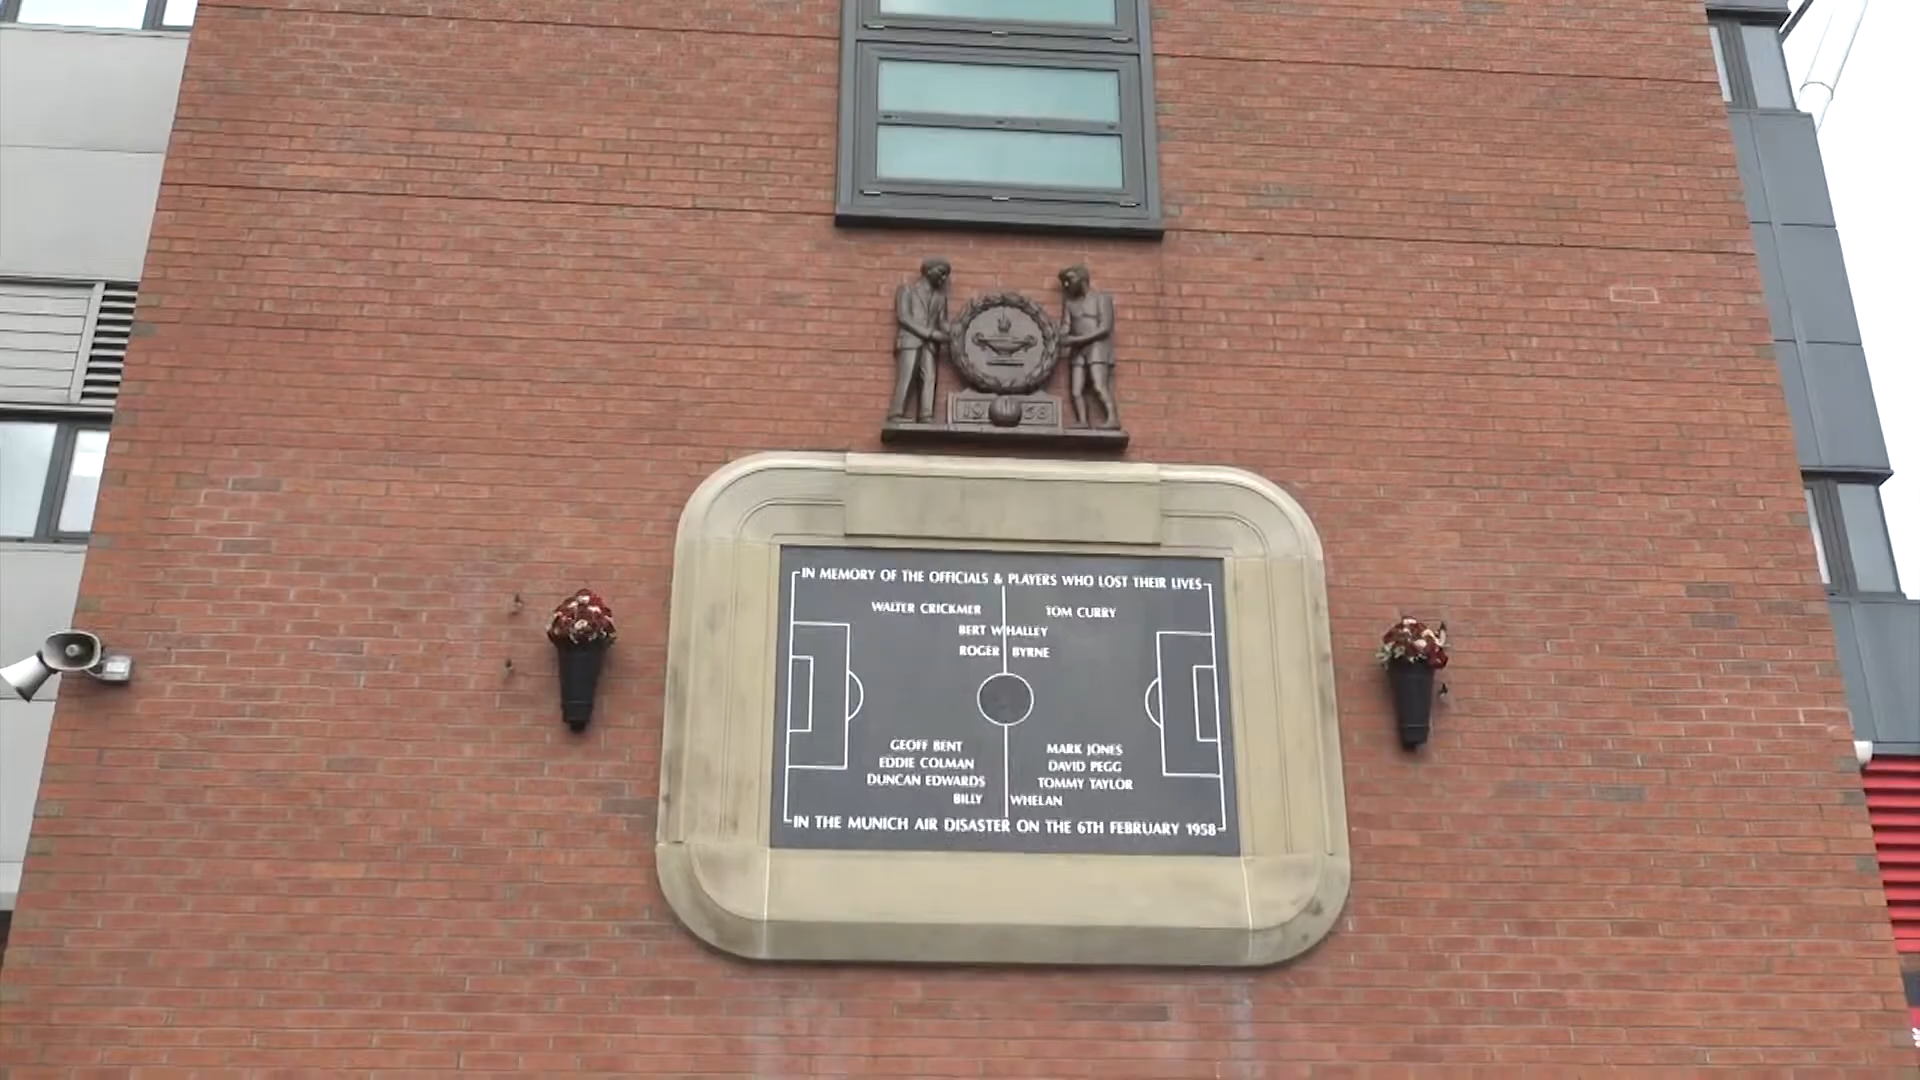 1958
IN MEMORY OF THE OFFICIALS & PLAYERS WHO LOST THEIR LIVES
WALTER CRICKMER TOM CURRY
BERT WHALLEY
ROGER BYRNE
GEOFF BENT MARK JONES
EDDIE COLMAN DAVID PEGG
DUNCAN EDWARDS TOMMY TAYLOR
BILLY WHELAN
IN THE MUNICH AIR DISASTER ON THE 6TH FEBRUARY 1958